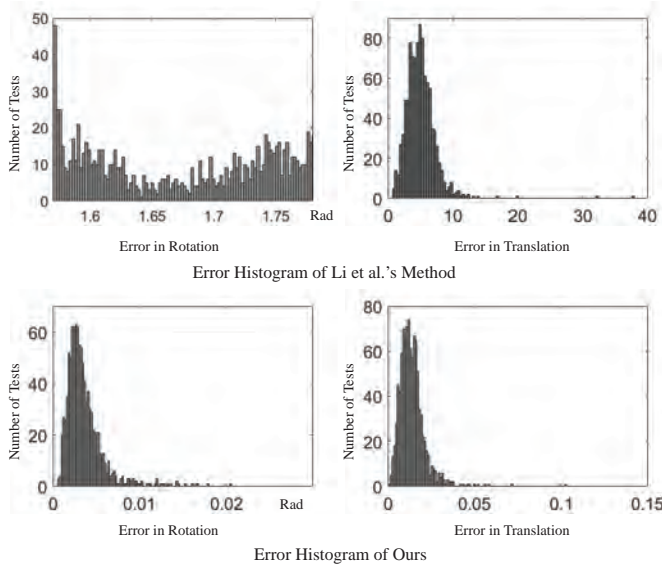 50
40
30
20
10
0
Number of Tests
1.6 1.65 1.7 1.75 Rad
Error in Rotation
80
60
40
20
0
Number of Tests
0 10 20 30 40
Error in Translation
Error Histogram of Li et al.'s Method
60
40
20
0
Number of Tests
0 0.01 0.02 Rad
Error in Rotation
80
60
40
20
0
Number of Tests
0 0.05 0.1 0.15
Error in Translation
Error Histogram of Ours